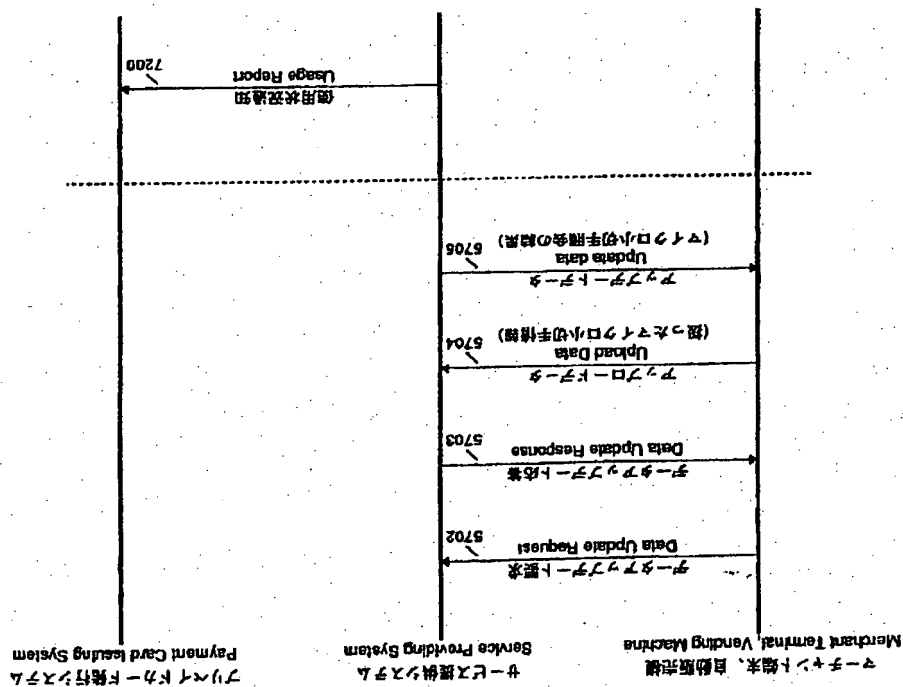 マーチャント端末、自動販売機
Merchant Terminal, Vending Machine
サービス提供システム
Service Providing System
プリペイドカード発行システム
Payment Card Issuing System
データアップデート要求
Data Update Request
5702
データアップデート応答
Data Update Response
5703
アップロードデータ
Upload Data
(扱ったマイクロ小切手情報)
5704
アップデートデータ
Update data
(マイクロ小切手照会の結果)
5705
使用状況通知
Usage Report
7200